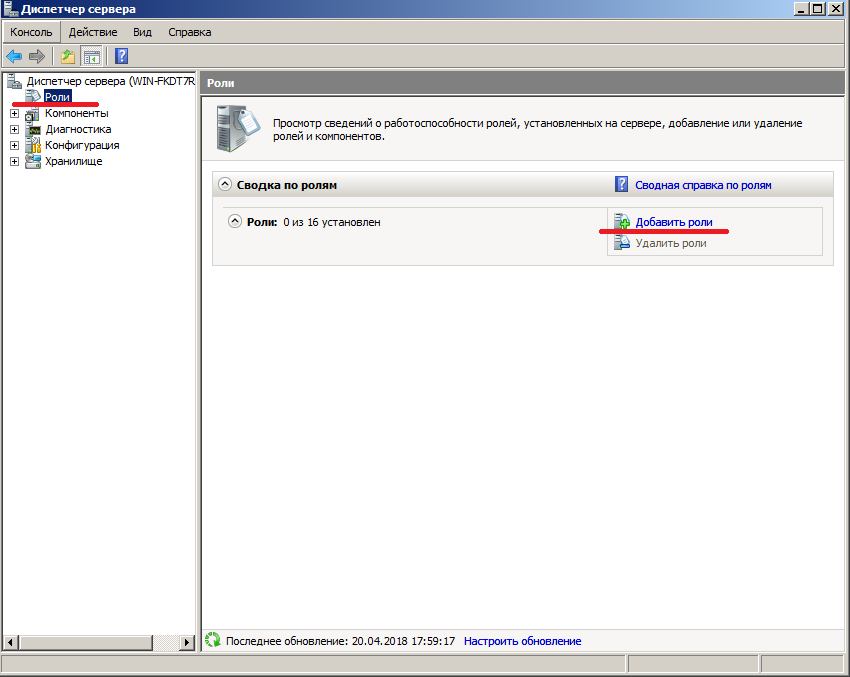 Диспетчер сервера
Консоль Действие Вид Справка
Диспетчер сервера (WIN-FKDT7R
Роли
Компоненты
Диагностика
Конфигурация
Хранилище
Роли
Просмотр сведений о работоспособности ролей, установленных на сервере, добавление или удаление
ролей и компонентов.
Сводка по ролям
Сводная справка по ролям
Роли: 0 из 16 установлен
Добавить роли
Удалить роли
Последнее обновление: 20.04.2018 17:59:17 Настроить обновление